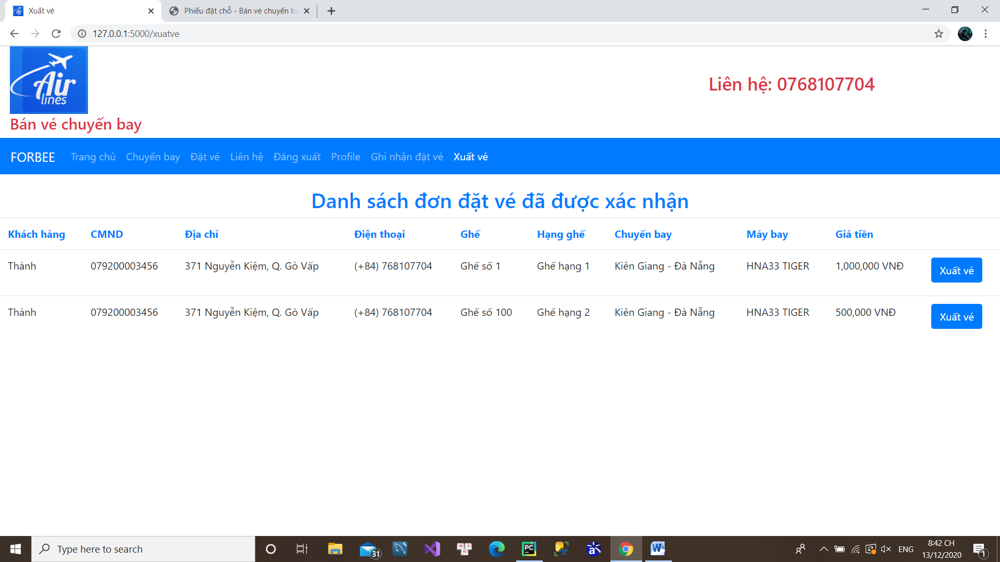 Xuất vé
Phiếu đặt chỗ - Bán vé chuyến ba
127.0.0.1:5000/xuatve
Air
lines
Liên hệ: 0768107704
Bán vé chuyến bay
FORBEE Trang chủ Chuyến bay Đặt vé Liên hệ Đăng xuất Profile Ghi nhận đặt vé Xuất vé
Danh sách đơn đặt vé đã được xác nhận
Khách hàng CMND Địa chỉ Điện thoại Ghế Hạng ghế Chuyến bay Máy bay Giá tiền
Thành 079200003456 371 Nguyễn Kiệm, Q. Gò Vấp (+84) 768107704 Ghế số 1 Ghế hạng 1 Kiên Giang - Đà Nẵng HNA33 TIGER 1,000,000 VNĐ Xuất vé
Thành 079200003456 371 Nguyễn Kiệm, Q. Gò Vấp (+84) 768107704 Ghế số 100 Ghế hạng 2 Kiên Giang - Đà Nẵng HNA33 TIGER 500,000 VNĐ Xuất vé
Type here to search
31
PC
W
ENG
8:42 CH
13/12/2020
1